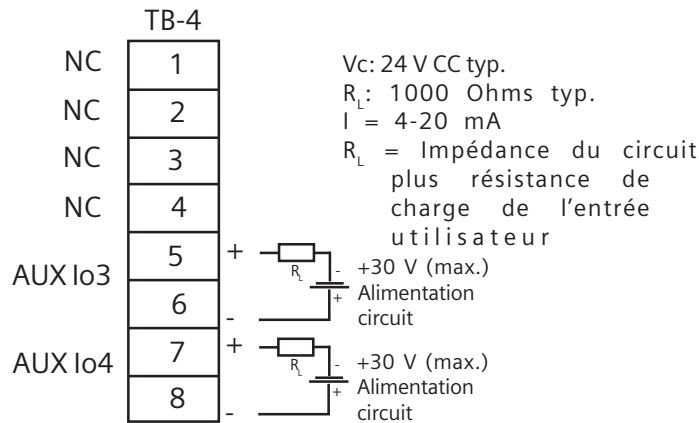 TB-4
NC 1
NC 2
NC 3
NC 4
AUX Io3
5 +
6 -
AUX Io4
7 +
8 -
Vc: 24 V CC typ.
RL: 1000 Ohms typ.
I = 4-20 mA
RL = Impédance du circuit
plus résistance de
charge de l'entrée
utilisateur
RL
- +30 V (max.)
+ Alimentation
circuit
RL
- +30 V (max.)
+ Alimentation
circuit